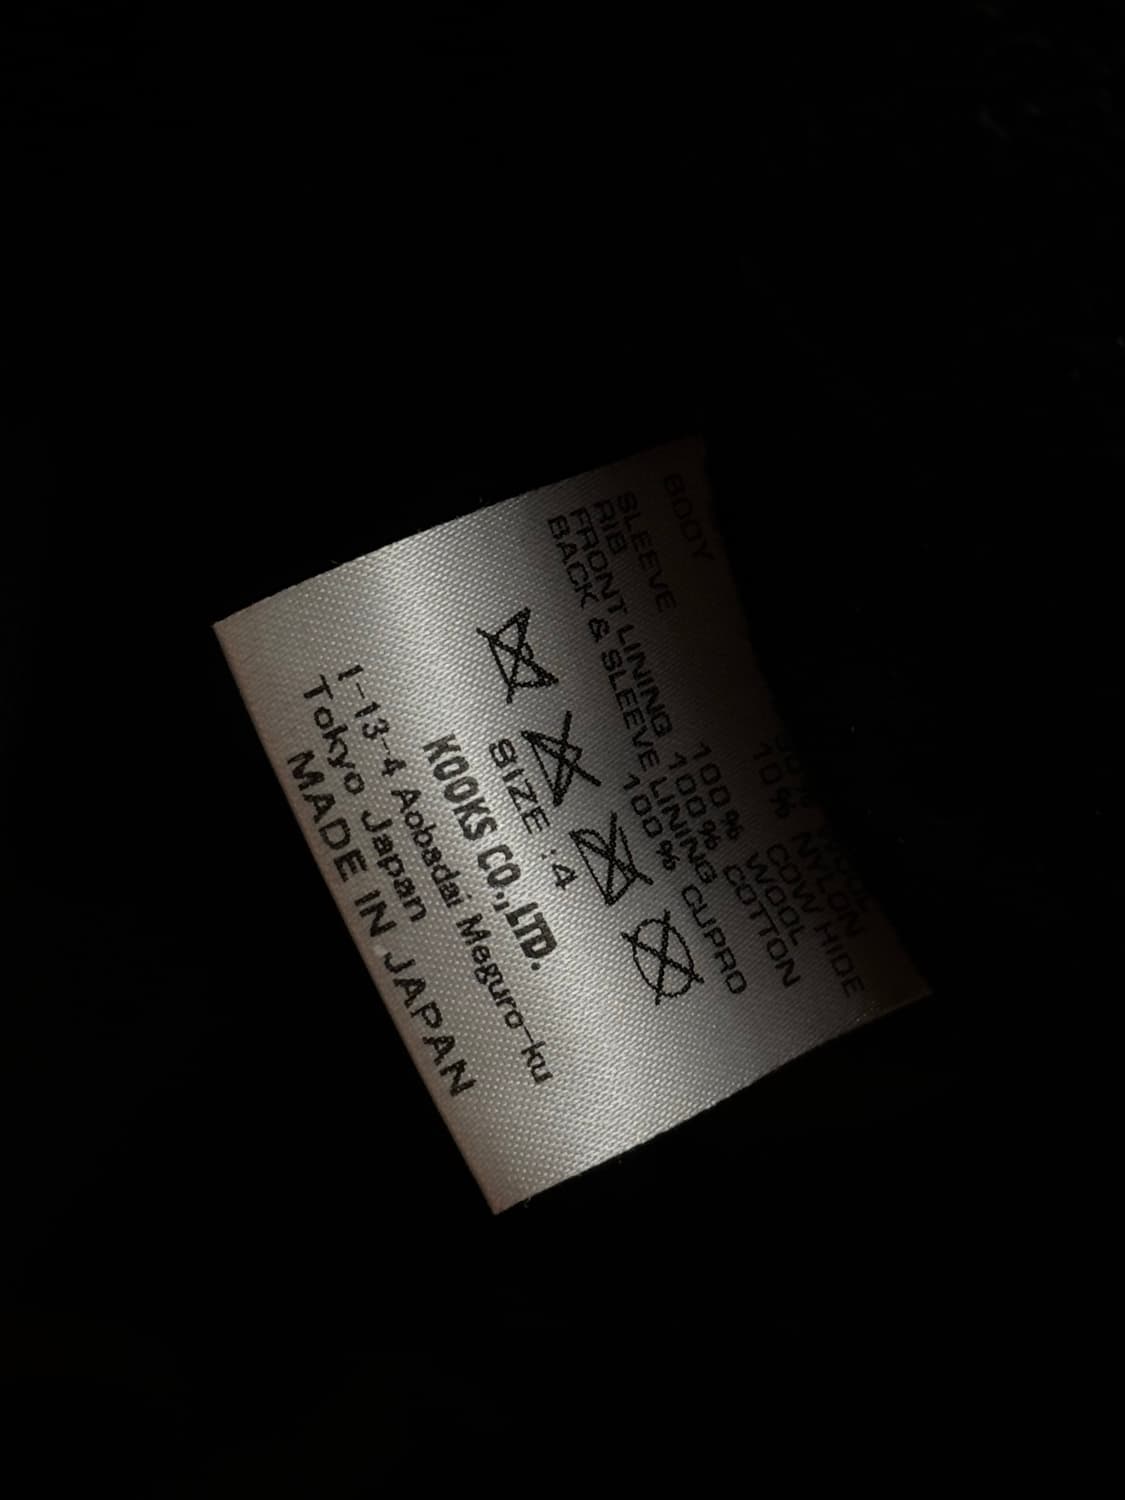 BODY
10% NYLON
SLEEVE COW HIDE
RIB 100% WOOL
FRONT LINING 100% COTTON
BACK & SLEEVE LINING
100% CUPRO
SIZE :4
KOOKS CO.,LTD.
1-13-4 Aobadai Meguro-ku
Tokyo Japan
MADE IN JAPAN